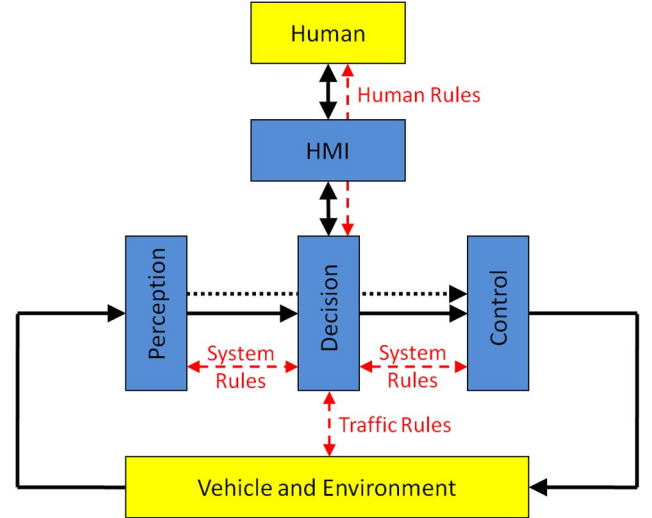 Human
Human Rules
HMI
Perception
Decision
Control
System
Rules
System
Rules
Traffic Rules
Vehicle and Environment